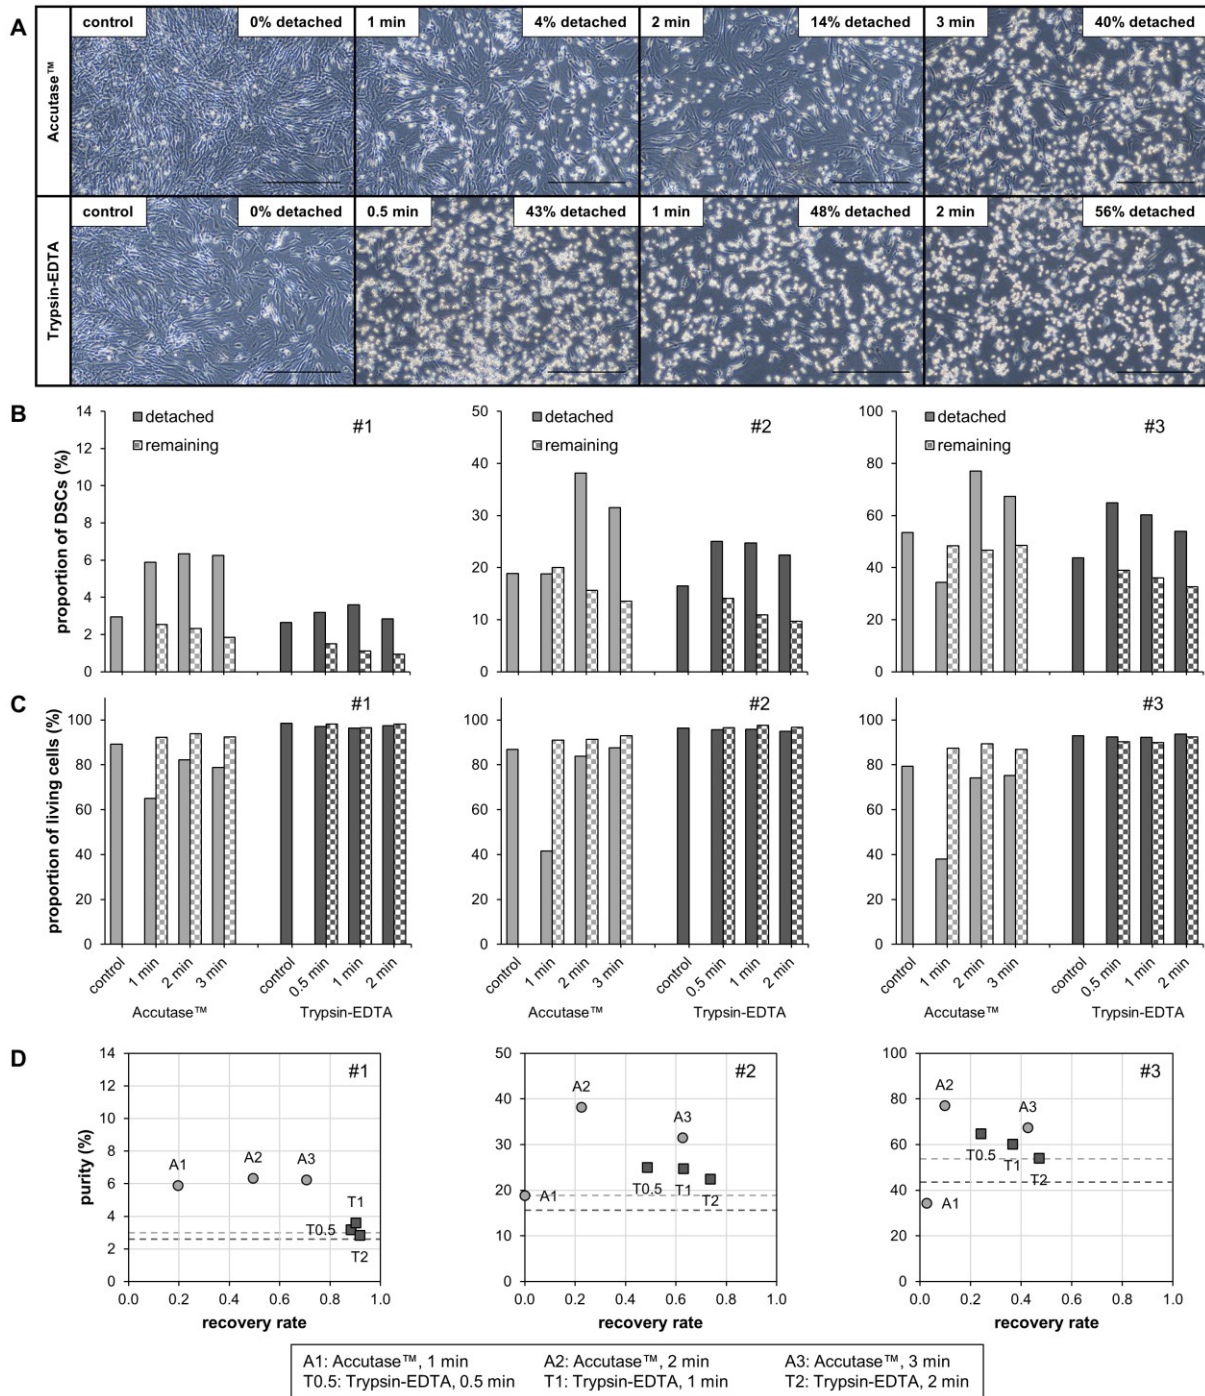 A
control
0% detached
1 min
4% detached
2 min
14% detached
3 min
40% detached
Accutase™
control
0% detached
0.5 min
43% detached
1 min
48% detached
2 min
56% detached
Trypsin-EDTA
B
proportion of DSCs (%)
14
12
10
8
6
4
2
0
detached
remaining
#1
50
40
30
20
10
0
detached
remaining
#2
100
80
60
40
20
0
detached
remaining
#3
C
proportion of living cells (%)
100
80
60
40
20
0
#1
control
1 min
2 min
3 min
control
0.5 min
1 min
2 min
Accutase™
Trypsin-EDTA
100
80
60
40
20
0
#2
control
1 min
2 min
3 min
control
0.5 min
1 min
2 min
Accutase™
Trypsin-EDTA
100
80
60
40
20
0
#3
control
1 min
2 min
3 min
control
0.5 min
1 min
2 min
Accutase™
Trypsin-EDTA
D
purity (%)
14
12
10
8
6
4
2
0
#1
A1
A2
A3
T1
T0.5
T2
0.0 0.2 0.4 0.6 0.8 1.0
recovery rate
50
40
30
20
10
0
#2
A2
A3
A1
T0.5
T1
T2
0.0 0.2 0.4 0.6 0.8 1.0
recovery rate
100
80
60
40
20
0
#3
A2
A3
T0.5
T1
T2
A1
0.0 0.2 0.4 0.6 0.8 1.0
recovery rate
A1: Accutase™, 1 min A2: Accutase™, 2 min A3: Accutase™, 3 min
T0.5: Trypsin-EDTA, 0.5 min T1: Trypsin-EDTA, 1 min T2: Trypsin-EDTA, 2 min